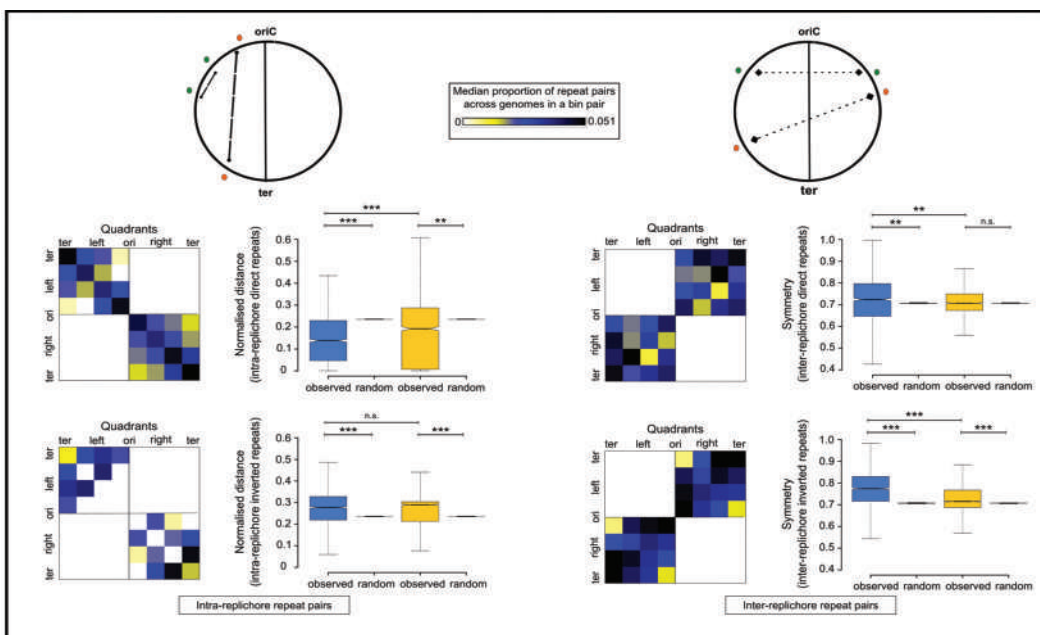 oriC
ter
Median proportion of repeat pairs
across genomes in a bin pair
0
0.051
oriC
ter
Quadrants
ter left ori right ter
ter
left
ori
right
ter
Normalised distance
(intra-replichore direct repeats)
0.6
0.5
0.4
0.3
0.2
0.1
0
***
***
**
observed random observed random
Quadrants
ter left ori right ter
ter
left
ori
right
ter
Symmetry
(inter-replichore direct repeats)
1.0
0.9
0.8
0.7
0.6
0.5
0.4
**
**
n.s.
observed random observed random
Quadrants
ter left ori right ter
ter
left
ori
right
ter
Normalised distance
(intra-replichore inverted repeats)
0.6
0.5
0.4
0.3
0.2
0.1
0
n.s.
***
***
observed random observed random
Intra-replichore repeat pairs
Quadrants
ter left ori right ter
ter
left
ori
right
ter
Symmetry
(inter-replichore inverted repeats)
1.0
0.9
0.8
0.7
0.6
0.5
0.4
***
***
***
observed random observed random
Inter-replichore repeat pairs